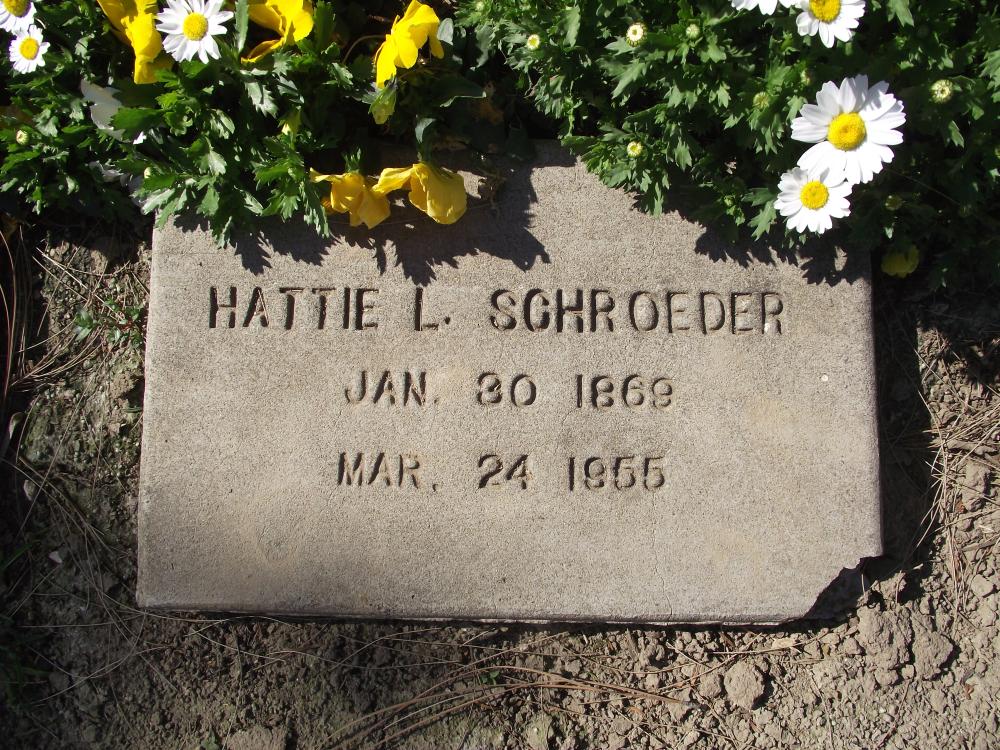 HATTIE L. SCHROEDER
JAN. 30 1869
MAR. 24 1955